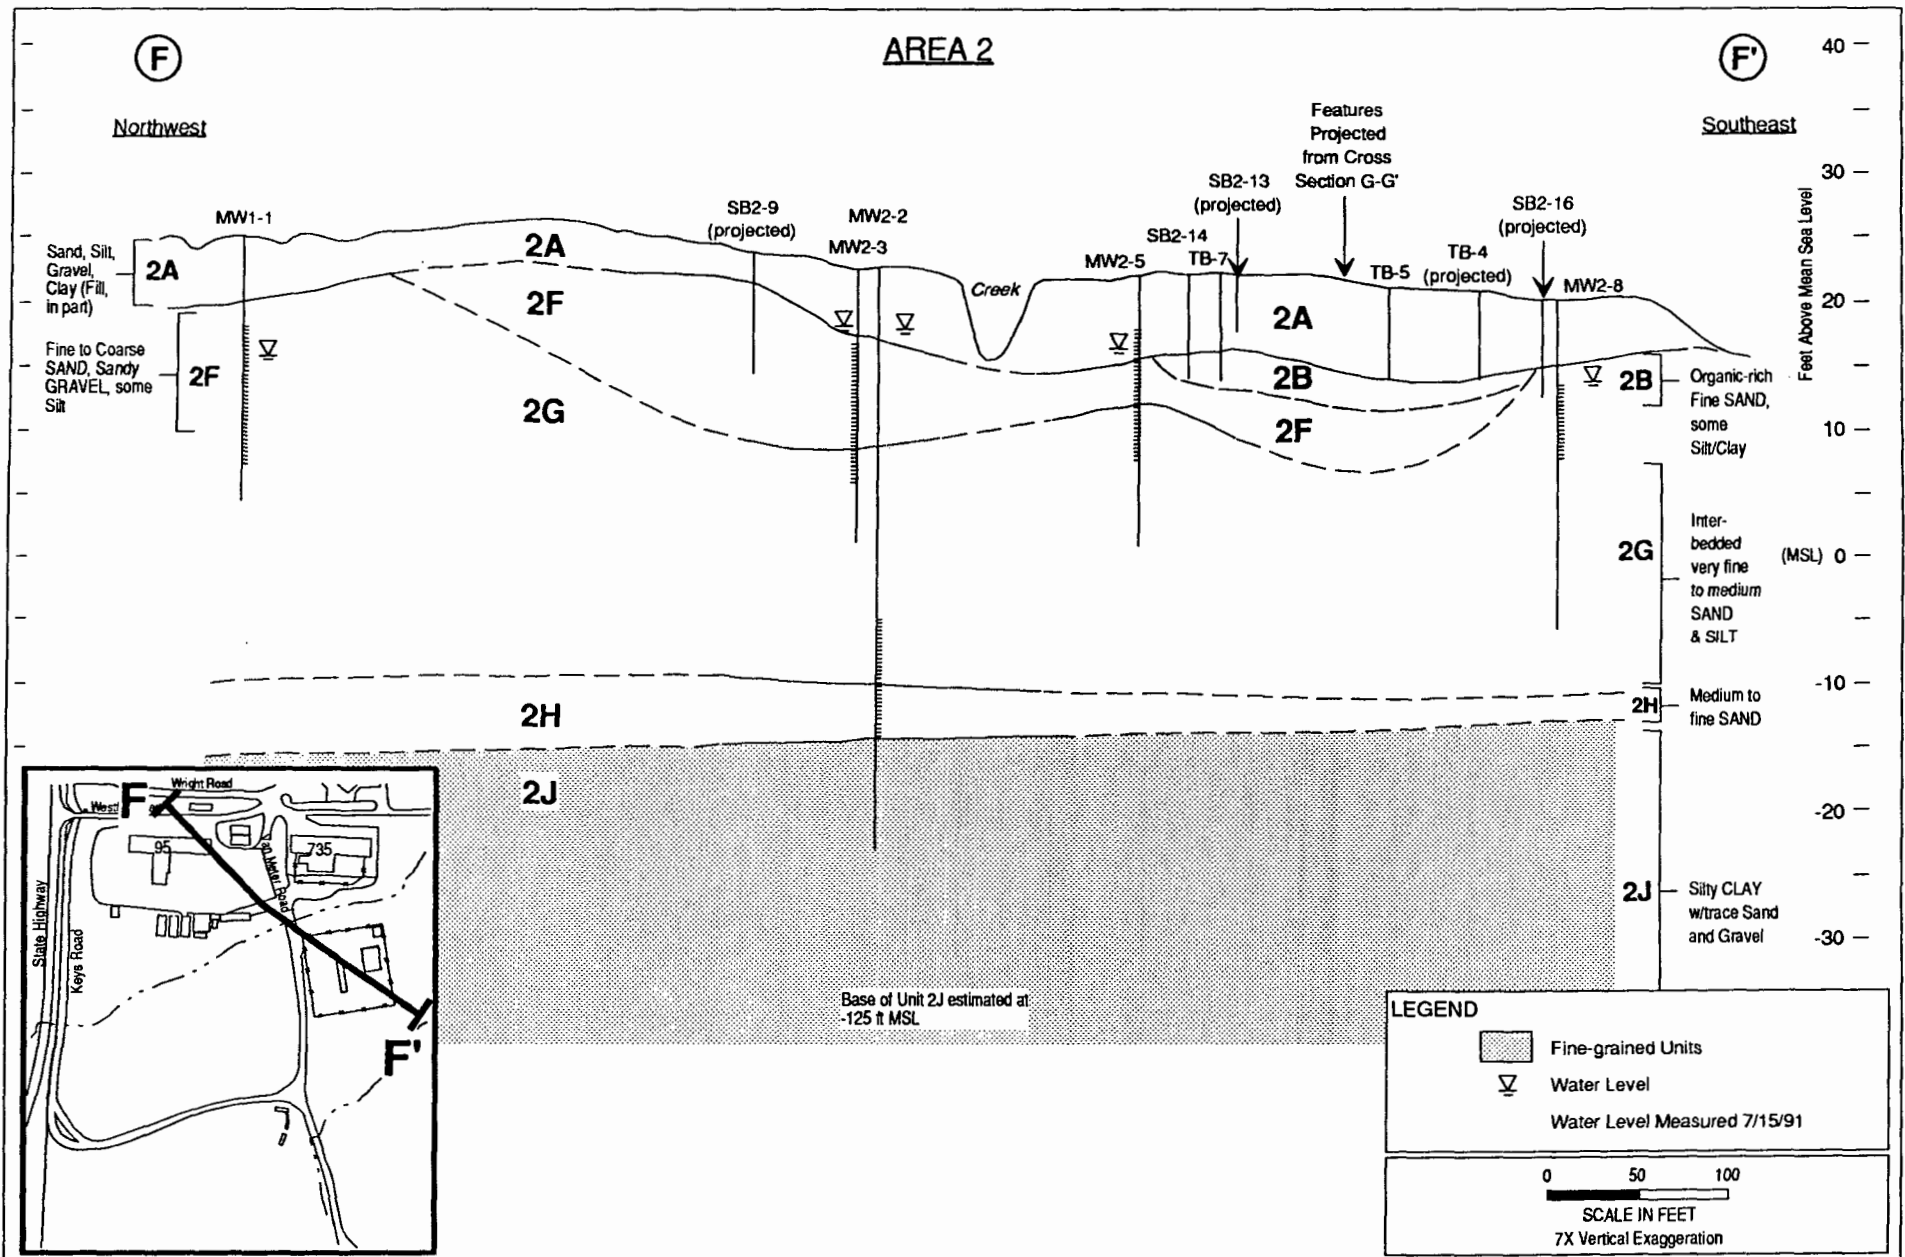 AREA 2
F
F'
Northwest
Southeast
40
30
20
10
(MSL) 0
-10
-20
-30
Feet Above Mean Sea Level
Features
Projected
from Cross
Section G-G'
MW1-1
SB2-9
(projected)
MW2-2
MW2-3
MW2-5
SB2-14
TB-7
SB2-13
(projected)
TB-5
TB-4
(projected)
SB2-16
(projected)
MW2-8
Creek
Sand, Silt,
Gravel,
Clay (Fill,
in part)
2A
Fine to Coarse
SAND, Sandy
GRAVEL, some
Silt
2F
2A
2F
2G
2H
2J
2A
2B
2F
2B
Organic-rich
Fine SAND,
some
Silt/Clay
2G
Inter-
bedded
very fine
to medium
SAND
& SILT
2H
Medium to
fine SAND
2J
Silty CLAY
w/trace Sand
and Gravel
Base of Unit 2J estimated at
-125 ft MSL
F
Wright Road
95
735
State Highway
Keys Road
F'
LEGEND
Fine-grained Units
Water Level
Water Level Measured 7/15/91
0 50 100
SCALE IN FEET
7X Vertical Exaggeration